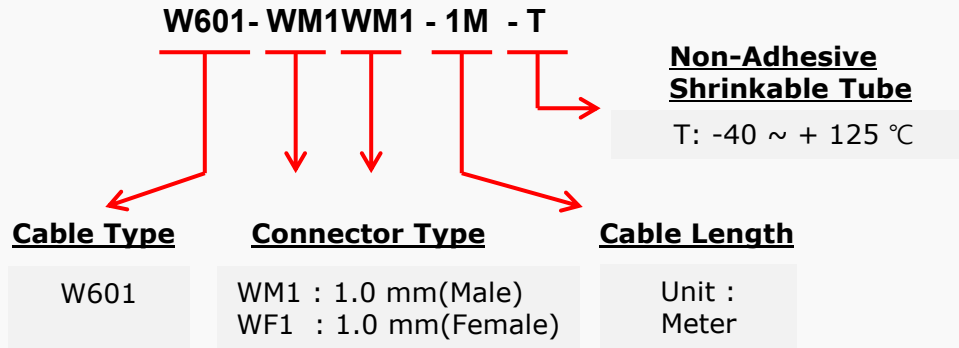 W601- WM1WM1 - 1M - T
Non-Adhesive
Shrinkable Tube
T: -40 ~ + 125 ℃
Cable Type
W601
Connector Type
WM1 : 1.0 mm(Male)
WF1 : 1.0 mm(Female)
Cable Length
Unit :
Meter